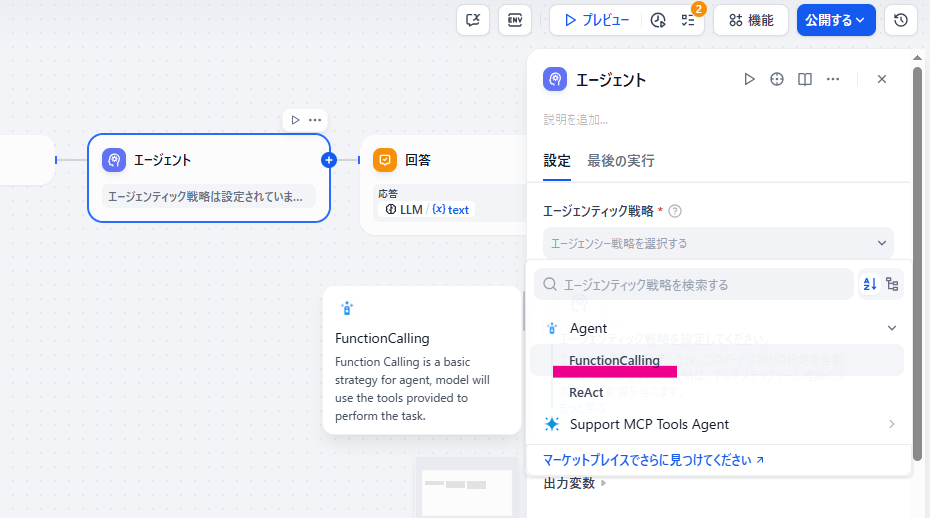 ENV
プレビュー
2
機能
公開する
エージェント
エージェンティック戦略は設定されていま...
回答
応答
LLM / {x} text
エージェント
説明を追加...
設定
最後の実行
エージェンティック戦略 *
エージェンシー戦略を選択する
エージェンティック戦略を検索する
Agent
FunctionCalling
ReAct
Support MCP Tools Agent
マーケットプレイスでさらに見つけてください
出力変数
FunctionCalling
Function Calling is a basic
strategy for agent, model will
use the tools provided to
perform the task.